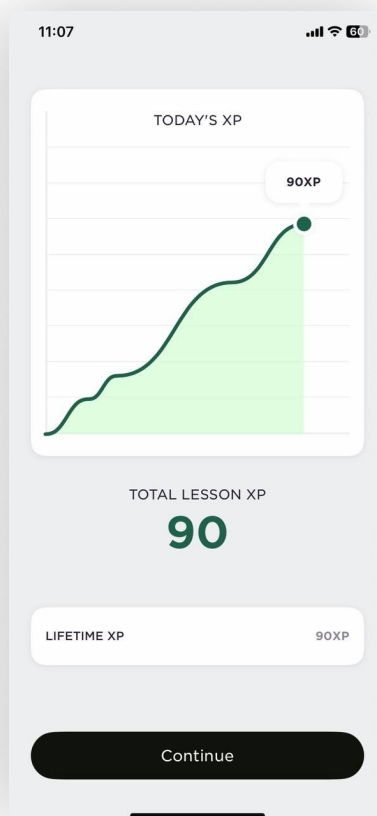 11:07
60
TODAY'S XP
90XP
TOTAL LESSON XP
90
LIFETIME XP 90XP
Continue